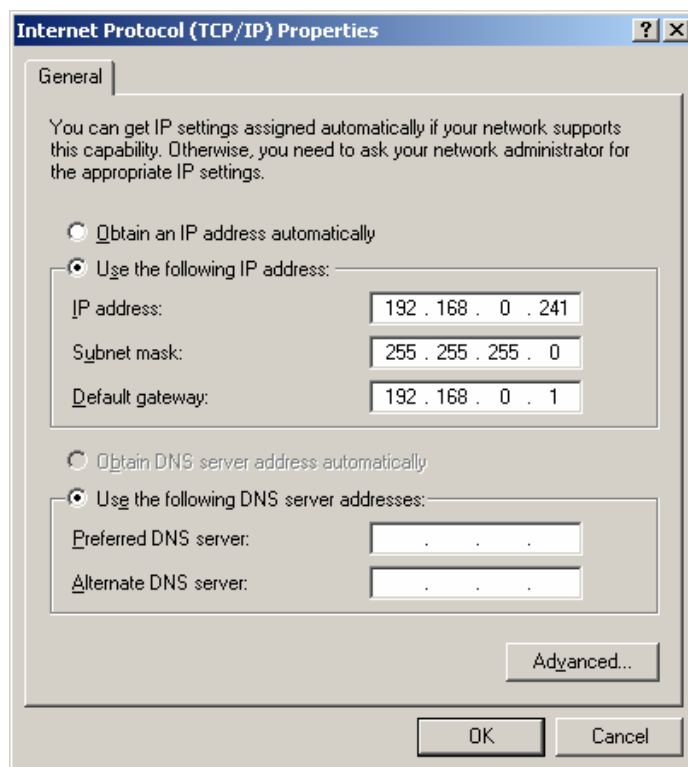 Internet Protocol (TCP/IP) Properties
General
You can get IP settings assigned automatically if your network supports
this capability. Otherwise, you need to ask your network administrator for
the appropriate IP settings.
Obtain an IP address automatically
Use the following IP address:
IP address: 192 . 168 . 0 . 241
Subnet mask: 255 . 255 . 255 . 0
Default gateway: 192 . 168 . 0 . 1
Obtain DNS server address automatically
Use the following DNS server addresses:
Preferred DNS server: . . .
Alternate DNS server: . . .
Advanced...
OK Cancel